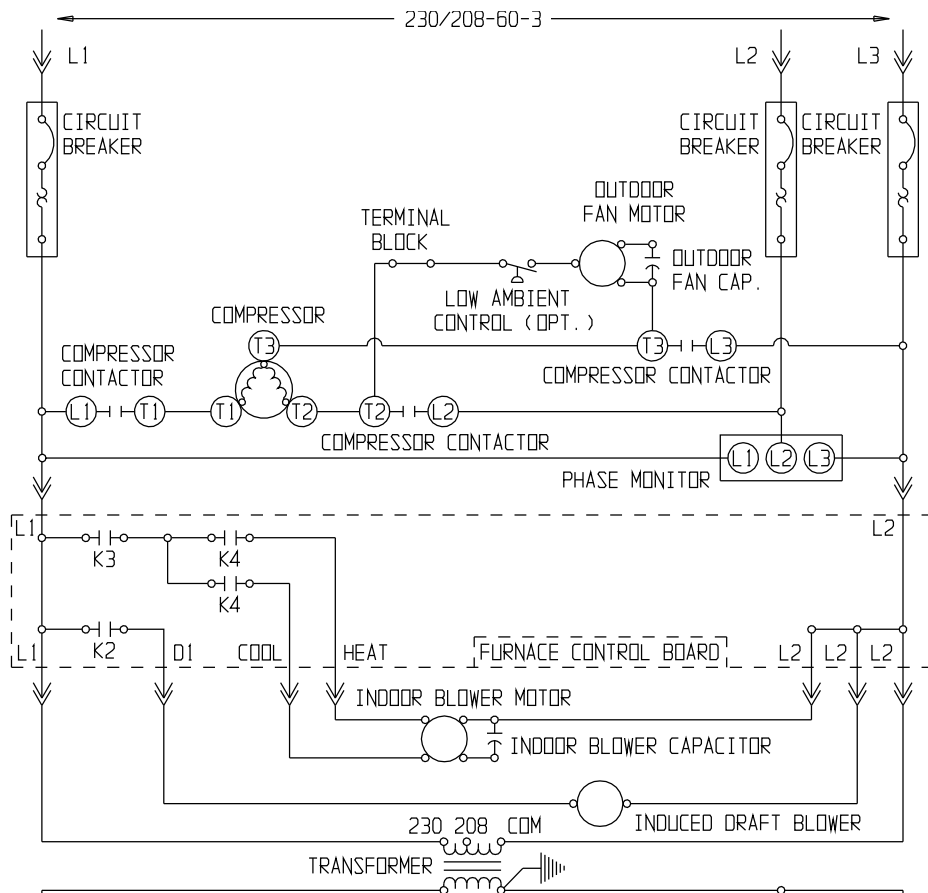 230/208-60-3
L1
L2
L3
CIRCUIT
BREAKER
CIRCUIT
BREAKER
CIRCUIT
BREAKER
OUTDOOR
FAN MOTOR
TERMINAL
BLOCK
OUTDOOR
FAN CAP.
LOW AMBIENT
CONTROL (OPT.)
COMPRESSOR
T3
T3
L3
COMPRESSOR
CONTACTOR
COMPRESSOR CONTACTOR
L1
T1
T1
T2
T2
L2
COMPRESSOR CONTACTOR
PHASE MONITOR
L1
L2
L3
L1
L2
K3
K4
K4
L1
K2
D1
COOL
HEAT
FURNACE CONTROL BOARD
L2
L2
L2
INDOOR BLOWER MOTOR
INDOOR BLOWER CAPACITOR
INDUCED DRAFT BLOWER
230 208 COM
TRANSFORMER